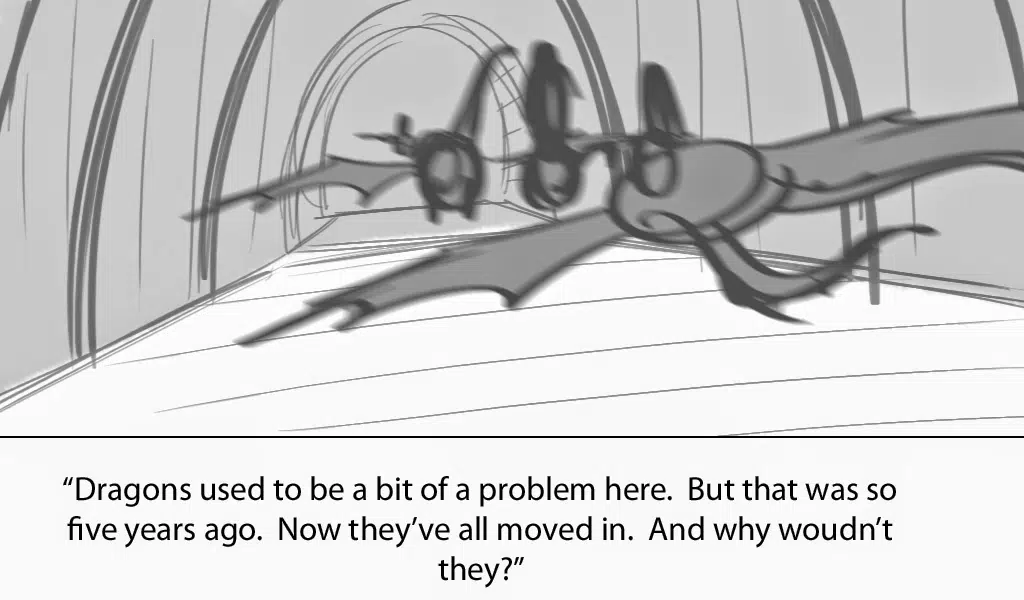 “Dragons used to be a bit of a problem here.  But that was so
five years ago.  Now they’ve all moved in.  And why woudn’t
they?”